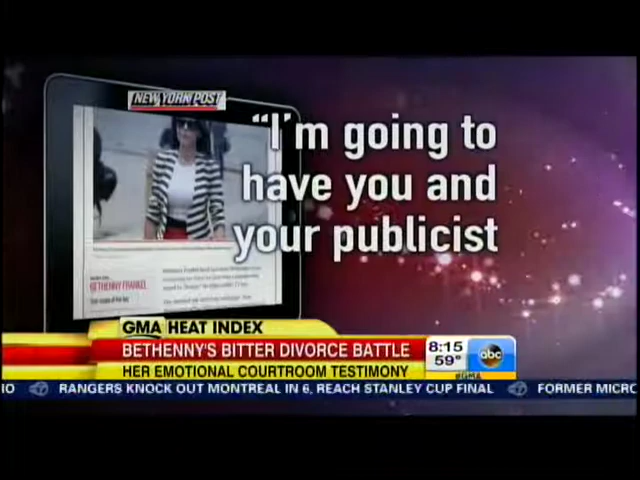 NEW YORK POST
"I'm going to
have you and
your publicist
BETHENNY FRANKEL
GMA HEAT INDEX
BETHENNY'S BITTER DIVORCE BATTLE
HER EMOTIONAL COURTROOM TESTIMONY
8:15
59°
abc
#GMA
IO RANGERS KNOCK OUT MONTREAL IN 6, REACH STANLEY CUP FINAL FORMER MICRO